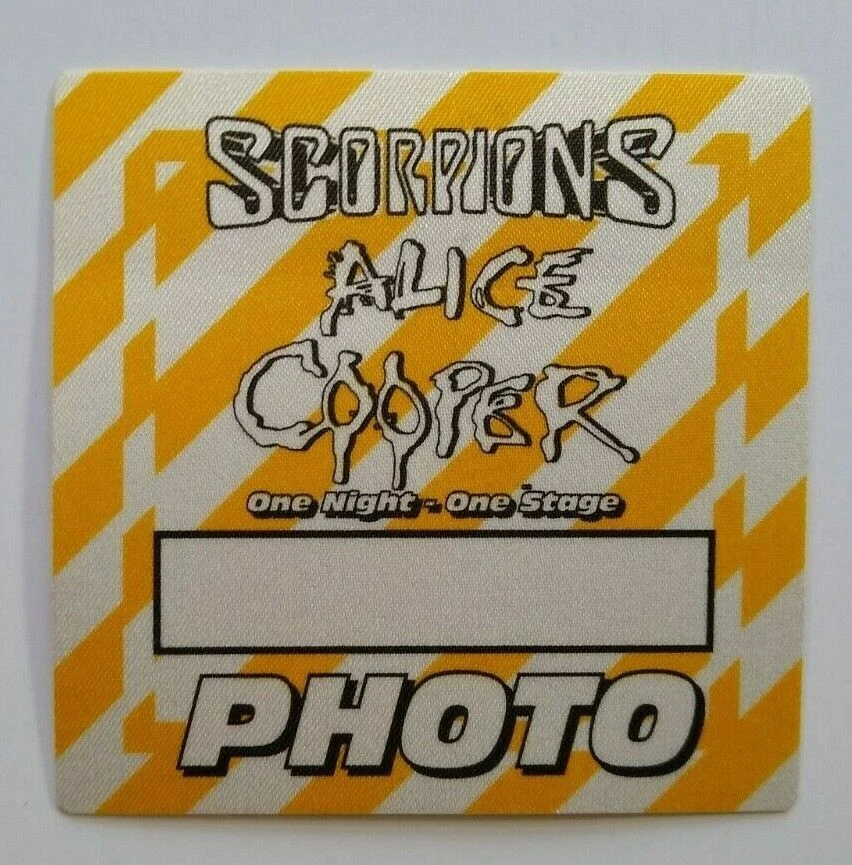 SCORPIONS
ALICE
COOPER
One Night - One Stage
PHOTO